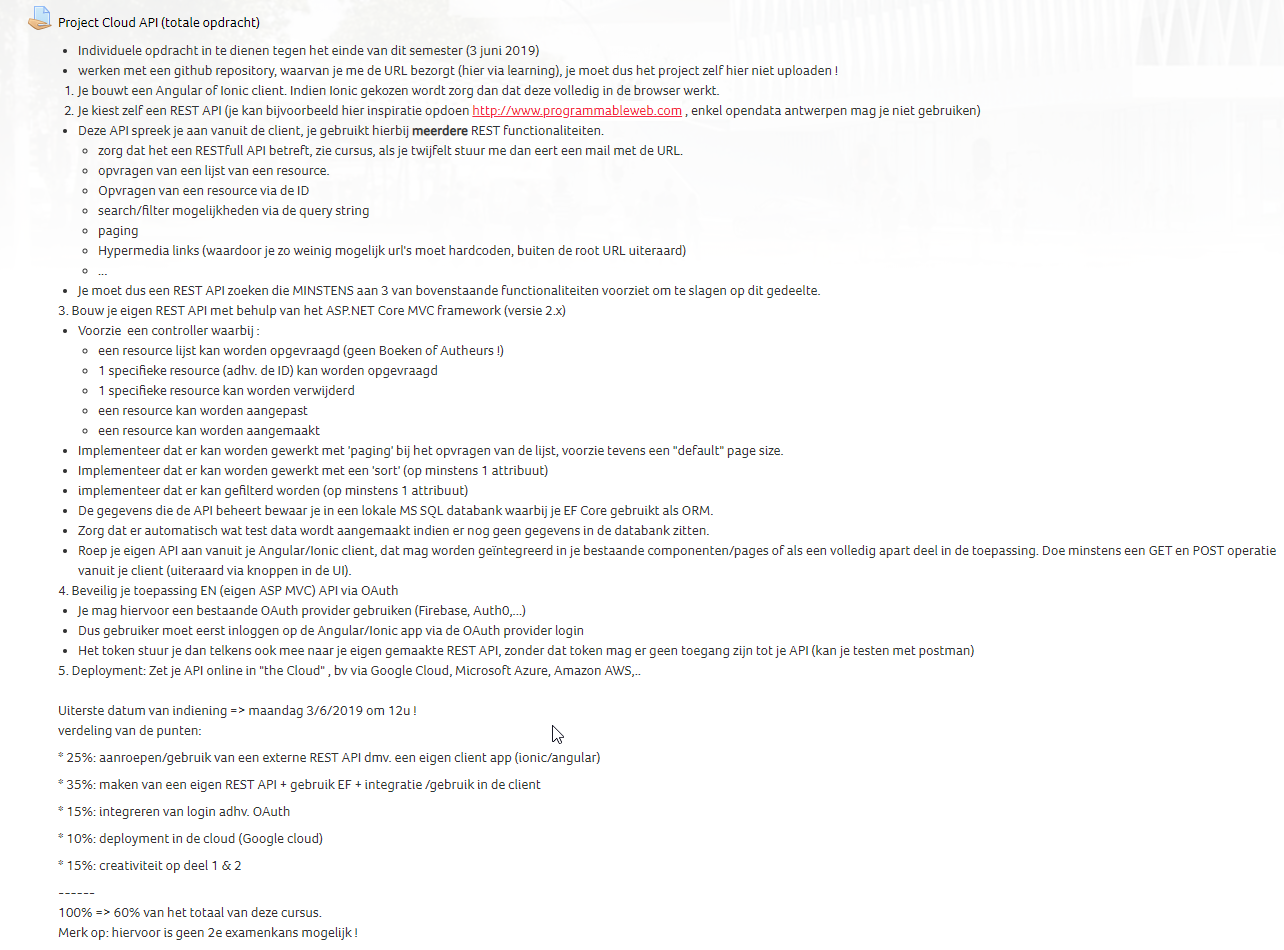 Project Cloud API (totale opdracht)
• Individuele opdracht in te dienen tegen het einde van dit semester (3 juni 2019)
• werken met een github repository, waarvan je me de URL bezorgt (hier via learning), je moet dus het project zelf hier niet uploaden !
1. Je bouwt een Angular of Ionic client. Indien Ionic gekozen wordt zorg dan dat deze volledig in de browser werkt.
2. Je kiest zelf een REST API (je kan bijvoorbeeld hier inspiratie opdoen http://www.programmableweb.com , enkel opendata antwerpen mag je niet gebruiken)
• Deze API spreek je aan vanuit de client, je gebruikt hierbij meerdere REST functionaliteiten.
◦ zorg dat het een RESTfull API betreft, zie cursus, als je twijfelt stuur me dan eert een mail met de URL.
◦ opvragen van een lijst van een resource.
◦ Opvragen van een resource via de ID
◦ search/filter mogelijkheden via de query string
◦ paging
◦ Hypermedia links (waardoor je zo weinig mogelijk url's moet hardcoden, buiten de root URL uiteraard)
◦ ...
• Je moet dus een REST API zoeken die MINSTENS aan 3 van bovenstaande functionaliteiten voorziet om te slagen op dit gedeelte.
3. Bouw je eigen REST API met behulp van het ASP.NET Core MVC framework (versie 2.x)
• Voorzie  een controller waarbij :
◦ een resource lijst kan worden opgevraagd (geen Boeken of Autheurs !)
◦ 1 specifieke resource (adhv. de ID) kan worden opgevraagd
◦ 1 specifieke resource kan worden verwijderd
◦ een resource kan worden aangepast
◦ een resource kan worden aangemaakt
• Implementeer dat er kan worden gewerkt met 'paging' bij het opvragen van de lijst, voorzie tevens een "default" page size.
• Implementeer dat er kan worden gewerkt met een 'sort' (op minstens 1 attribuut)
• implementeer dat er kan gefilterd worden (op minstens 1 attribuut)
• De gegevens die de API beheert bewaar je in een lokale MS SQL databank waarbij je EF Core gebruikt als ORM.
• Zorg dat er automatisch wat test data wordt aangemaakt indien er nog geen gegevens in de databank zitten.
• Roep je eigen API aan vanuit je Angular/Ionic client, dat mag worden geïntegreerd in je bestaande componenten/pages of als een volledig apart deel in de toepassing. Doe minstens een GET en POST operatie
vanuit je client (uiteraard via knoppen in de UI).
4. Beveilig je toepassing EN (eigen ASP MVC) API via OAuth
• Je mag hiervoor een bestaande OAuth provider gebruiken (Firebase, Auth0,...)
• Dus gebruiker moet eerst inloggen op de Angular/Ionic app via de OAuth provider login
• Het token stuur je dan telkens ook mee naar je eigen gemaakte REST API, zonder dat token mag er geen toegang zijn tot je API (kan je testen met postman)
5. Deployment: Zet je API online in "the Cloud" , bv via Google Cloud, Microsoft Azure, Amazon AWS,..
Uiterste datum van indiening => maandag 3/6/2019 om 12u !
verdeling van de punten:
* 25%: aanroepen/gebruik van een externe REST API dmv. een eigen client app (ionic/angular)
* 35%: maken van een eigen REST API + gebruik EF + integratie /gebruik in de client
* 15%: integreren van login adhv. OAuth
* 10%: deployment in de cloud (Google cloud)
* 15%: creativiteit op deel 1 & 2
------
100% => 60% van het totaal van deze cursus.
Merk op: hiervoor is geen 2e examenkans mogelijk !